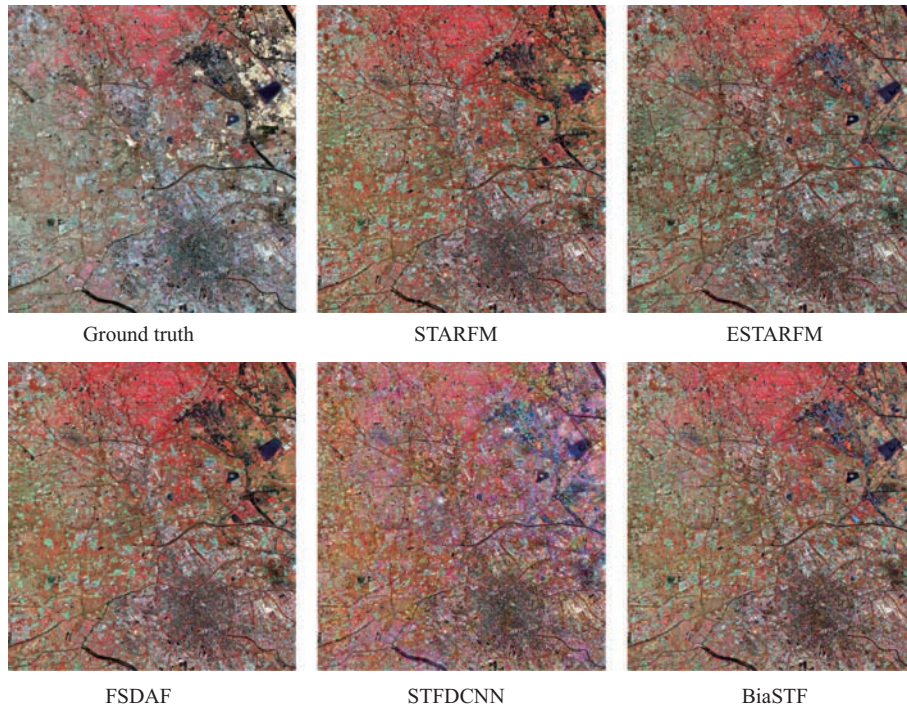 Ground truth
STARFM
ESTARFM
FSDAF
STFDCNN
BiaSTF